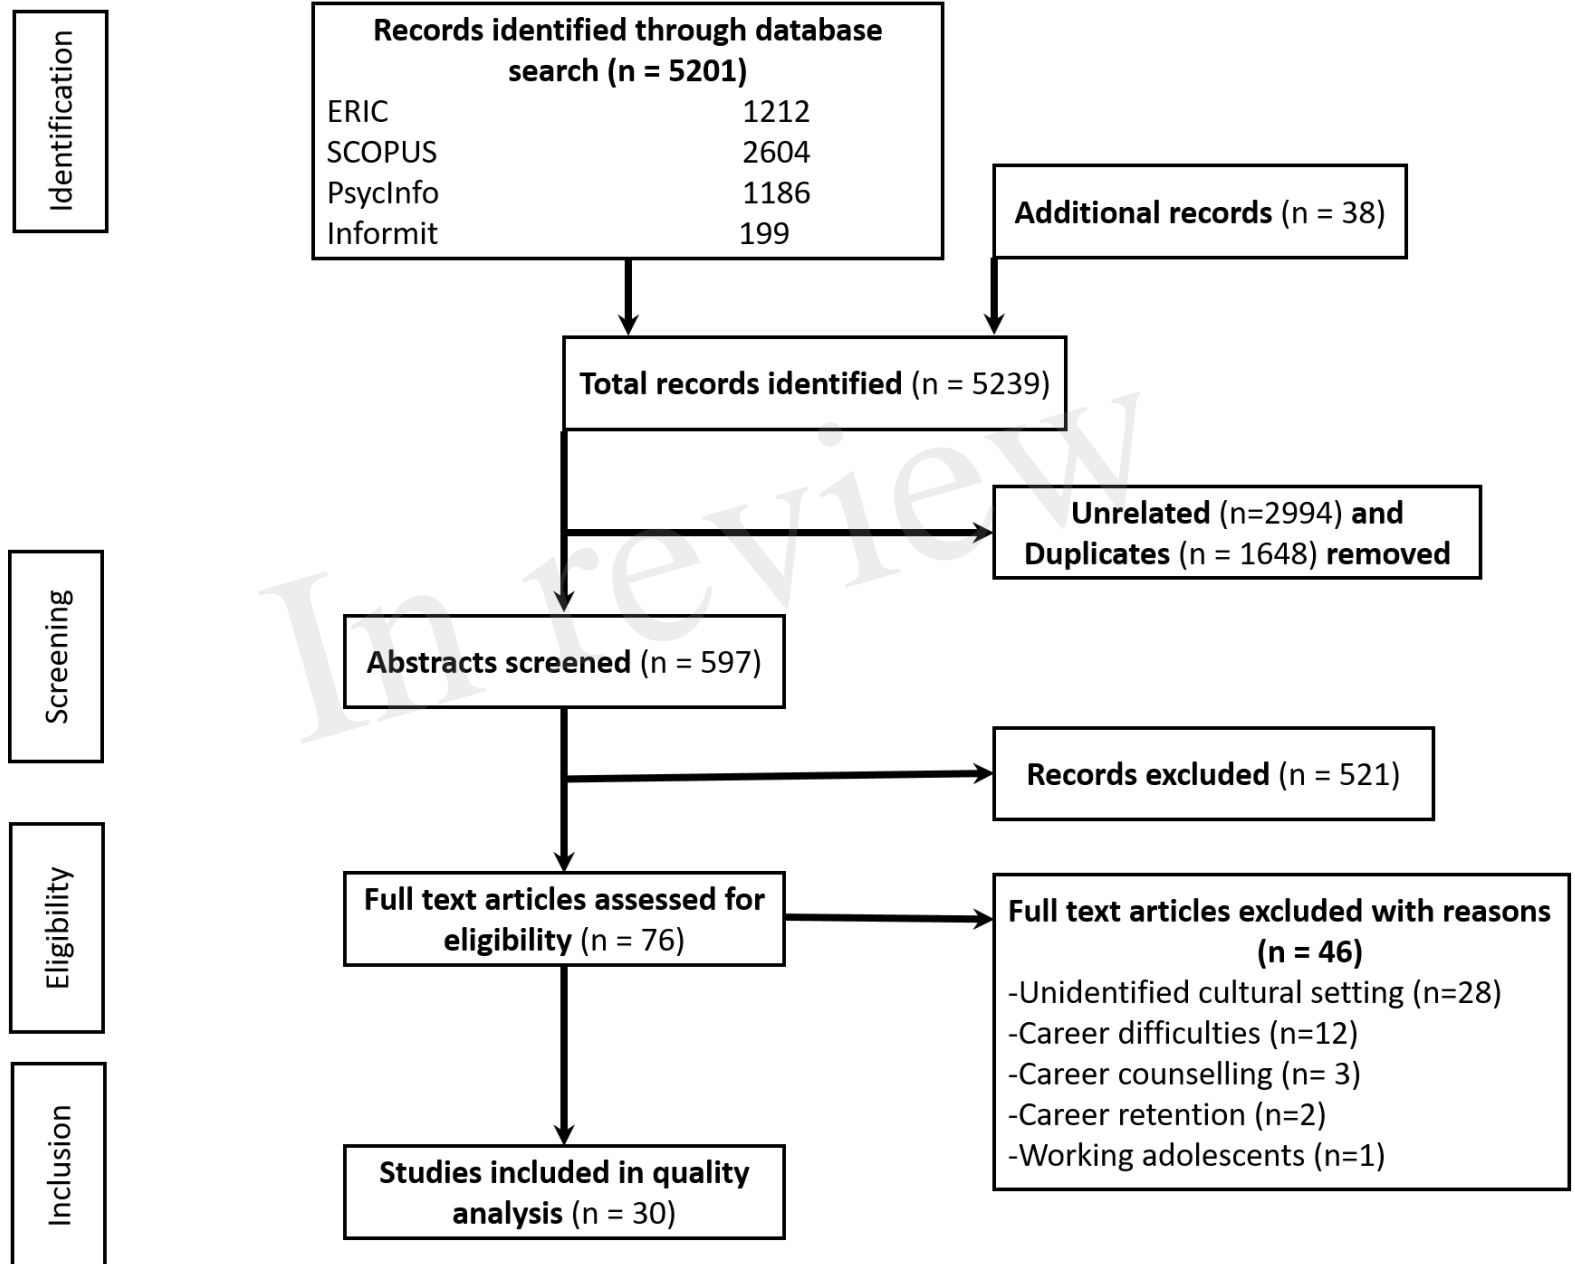 Identification
Records identified through database
search (n = 5201)
ERIC 1212
SCOPUS 2604
PsycInfo 1186
Informit 199
Additional records (n = 38)
Total records identified (n = 5239)
Unrelated (n=2994) and
Duplicates (n = 1648) removed
Screening
Abstracts screened (n = 597)
Records excluded (n = 521)
Eligibility
Full text articles assessed for
eligibility (n = 76)
Full text articles excluded with reasons
(n = 46)
-Unidentified cultural setting (n=28)
-Career difficulties (n=12)
-Career counselling (n= 3)
-Career retention (n=2)
-Working adolescents (n=1)
Inclusion
Studies included in quality
analysis (n = 30)
In review